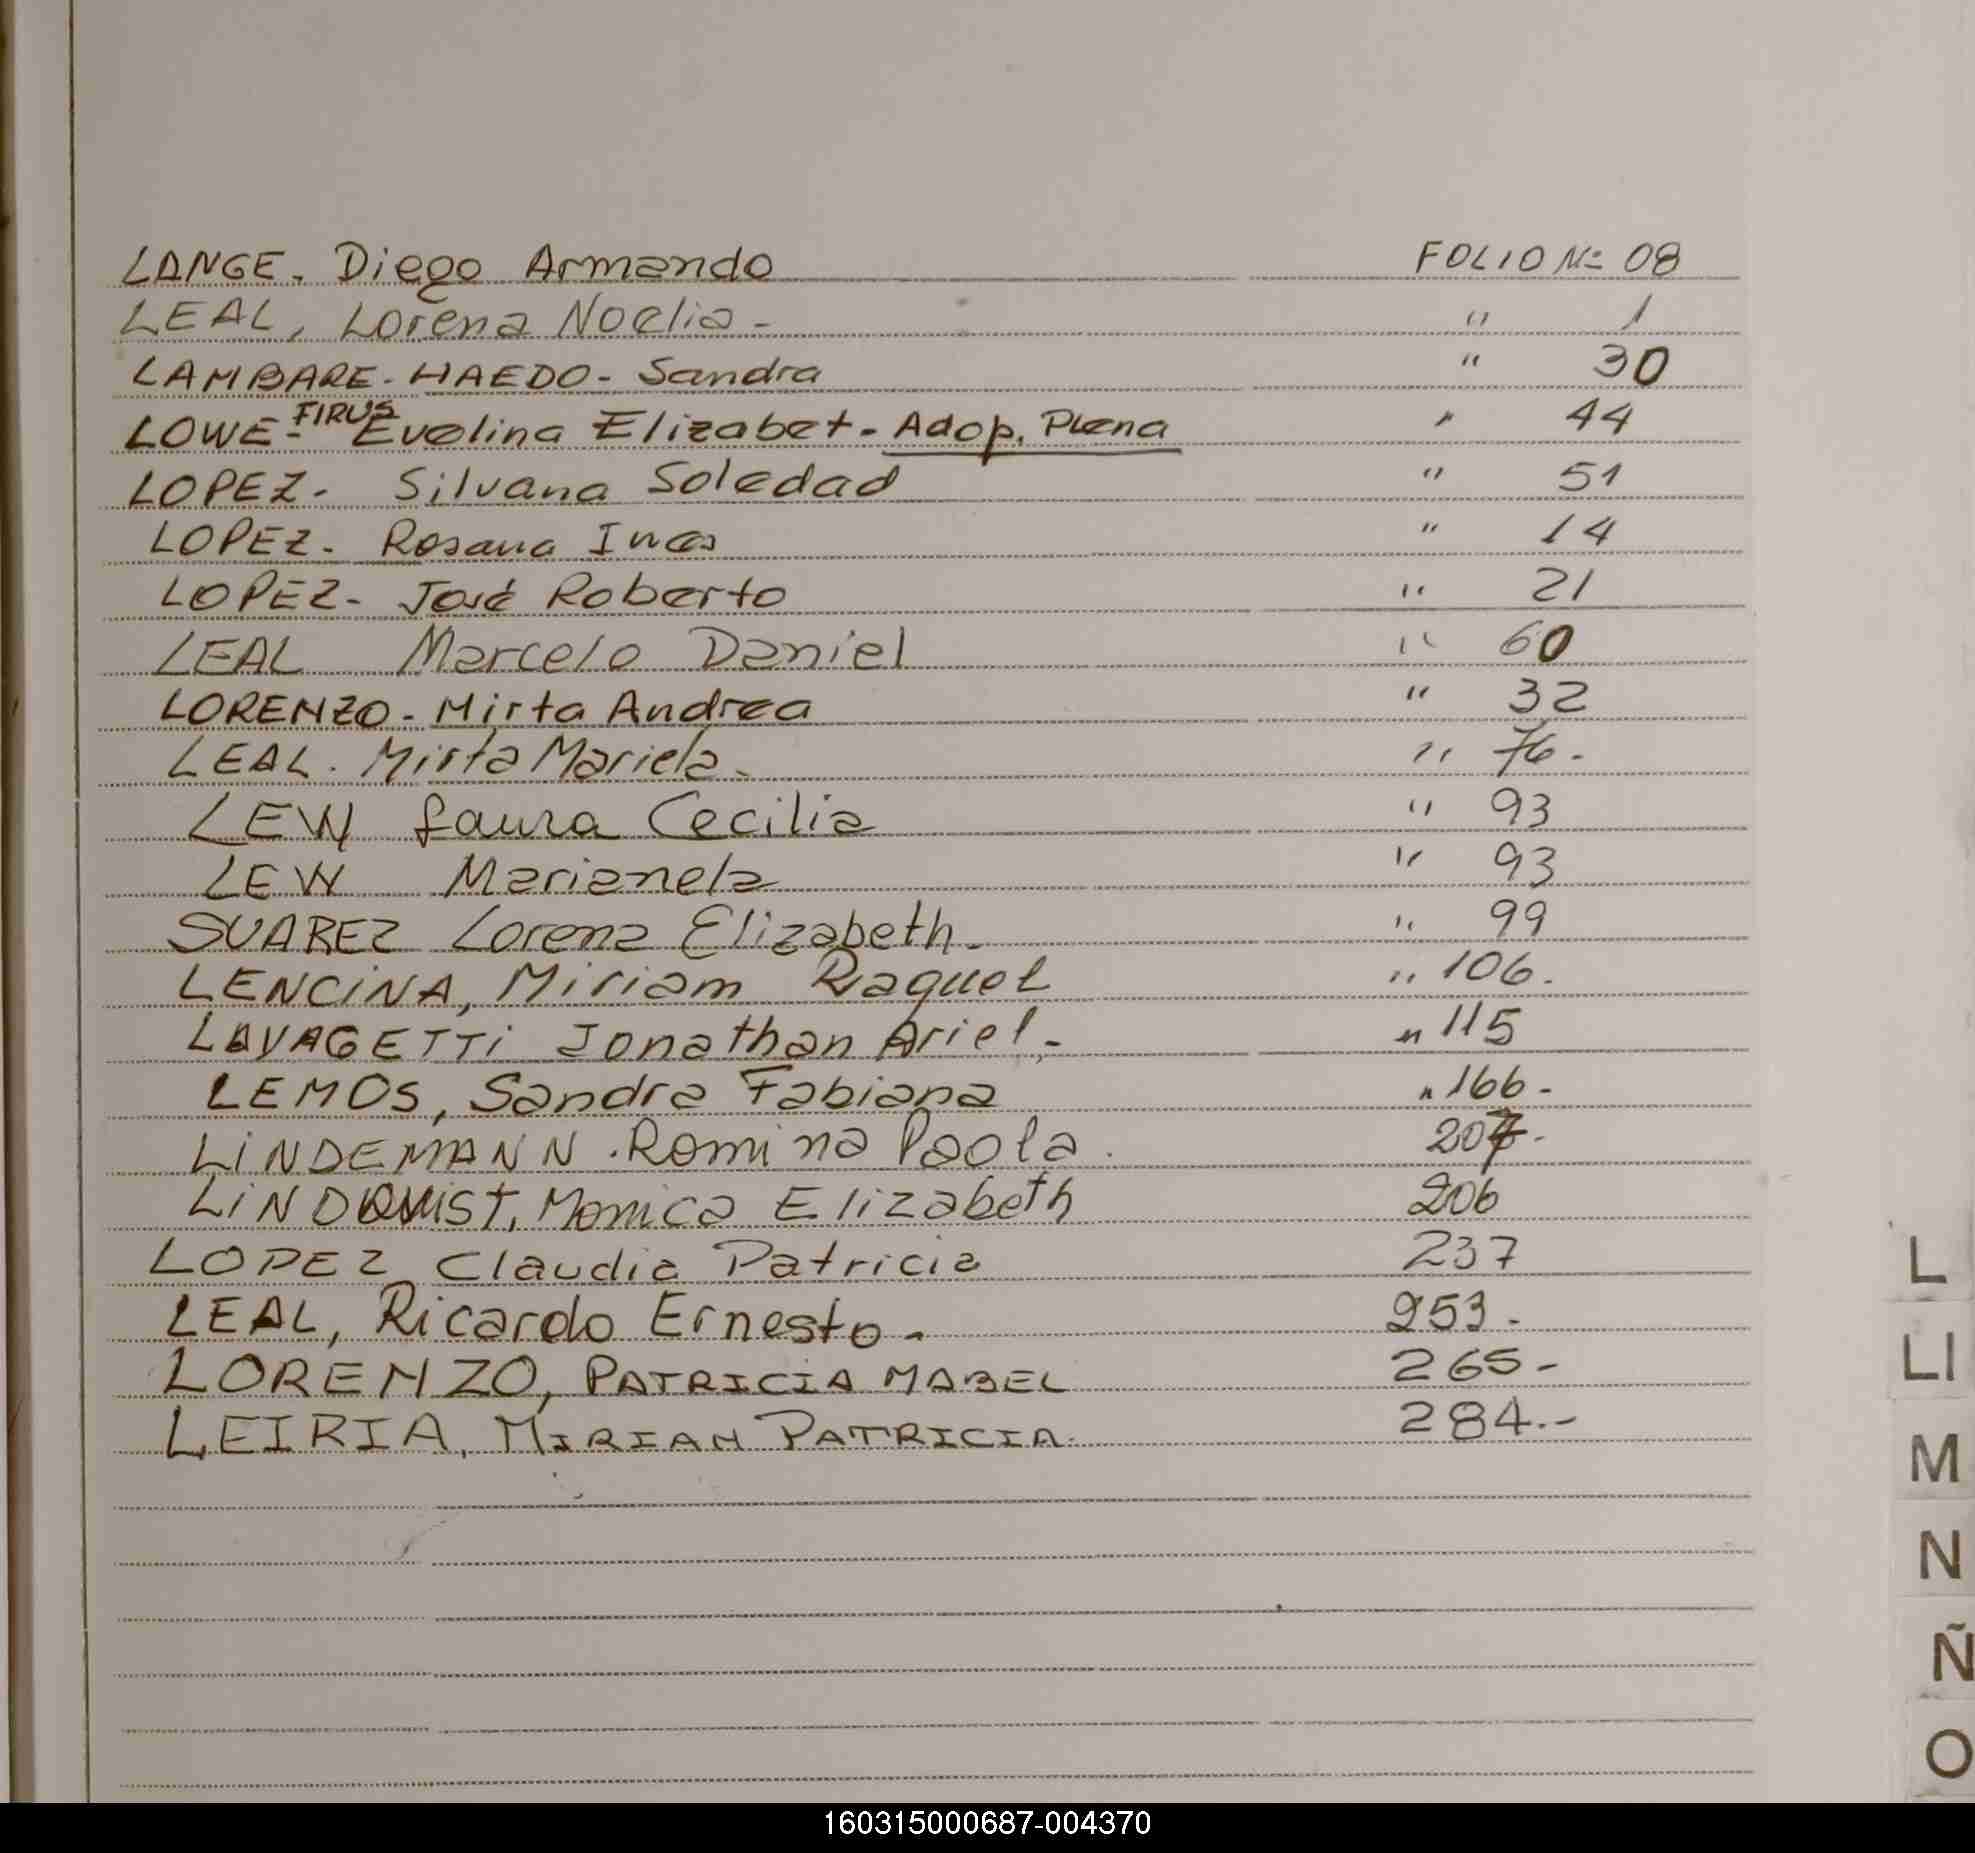 LANGE. Diego Armando FOLIO Nº 08
LEAL, Lorena Noelia- " 1
LAMBARE-HAEDO- Sandra " 30
LOWE-FIRUS Evelina Elizabet- Adop. Plena " 44
LOPEZ- Silvana Soledad " 51
LOPEZ- Rosana Ines " 14
LOPEZ- José Roberto " 21
LEAL Marcelo Daniel " 60
LORENZO- Mirta Andrea " 32
LEAL. Mirta Mariela- " 76-
LEW Laura Cecilia " 93
LEW Marianela " 93
SUAREZ Lorena Elizabeth- " 99
LENCINA, Miriam Raquel " 106.
LAVAGETTI Jonathan Ariel.- " 115
LEMOS, Sandra Fabiana " 166-
LINDEMANN. Romina Paola. 207-
LINDQUIST, Monica Elizabeth 206
LOPEZ Claudia Patricia 237
LEAL, Ricardo Ernesto- 253-
LORENZO, PATRICIA MABEL 265-
LEIRIA, MIRIAN PATRICIA. 284.-
L
LI
M
N
Ñ
O
160315000687-004370